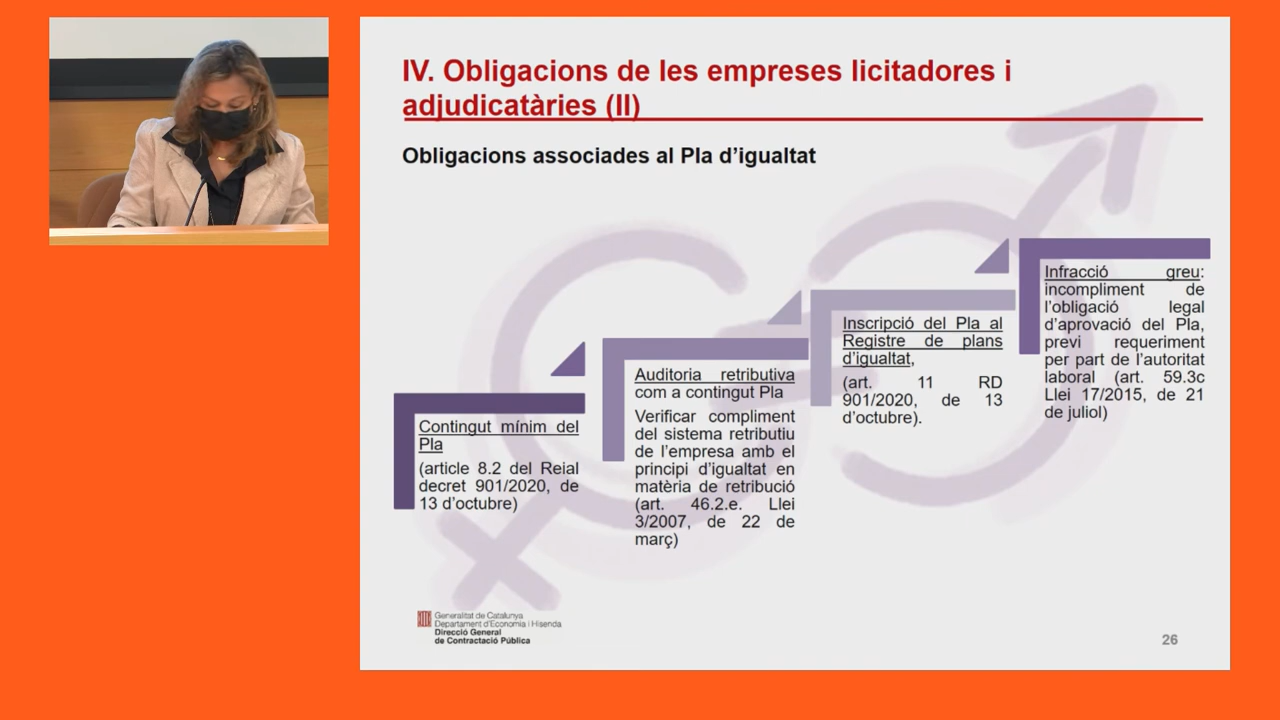 IV. Obligacions de les empreses licitadores i
adjudicatàries (II)
Obligacions associades al Pla d’igualtat
Contingut mínim del
Pla
(article 8.2 del Reial
decret 901/2020, de
13 d’octubre)
Auditoria retributiva
com a contingut Pla
Verificar compliment
del sistema retributiu
de l’empresa amb el
principi d’igualtat en
matèria de retribució
(art. 46.2.e. Llei
3/2007, de 22 de
març)
Inscripció del Pla al
Registre de plans
d’igualtat,
(art. 11 RD
901/2020, de 13
d’octubre).
Infracció greu:
incompliment de
l’obligació legal
d’aprovació del Pla,
previ requeriment
per part de l’autoritat
laboral (art. 59.3c
Llei 17/2015, de 21
de juliol)
Generalitat de Catalunya
Departament d’Economia i Hisenda
Direcció General
de Contractació Pública
26